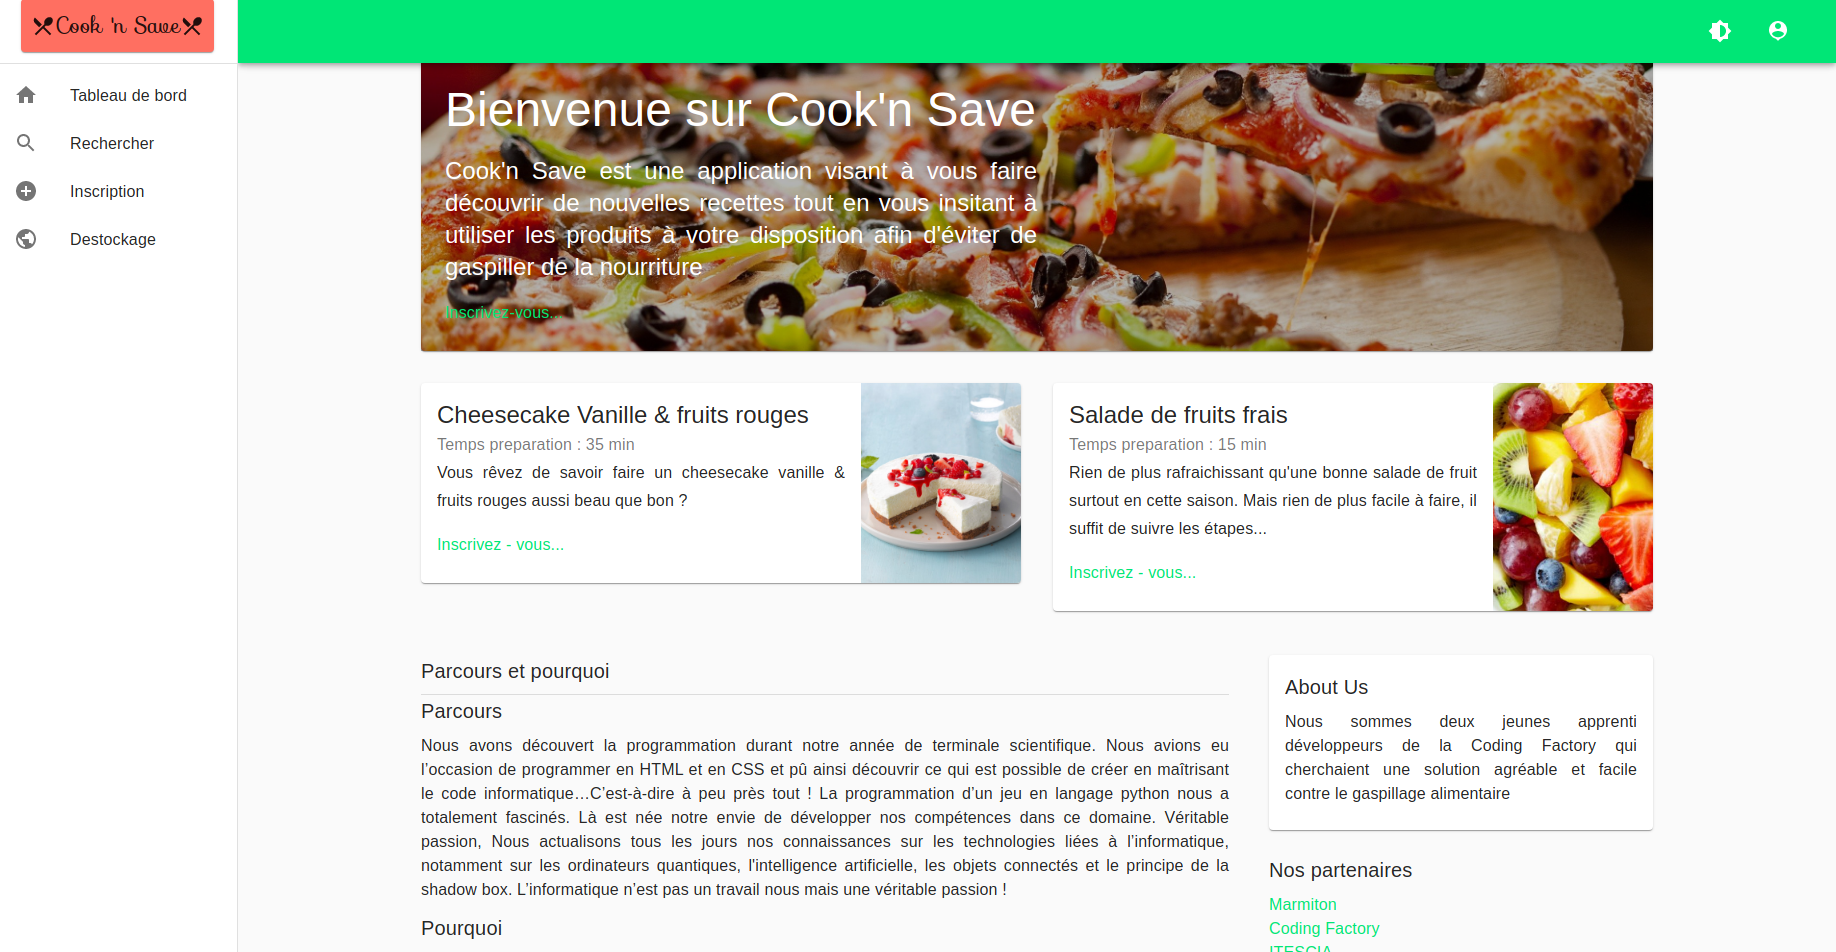 Cook 'n Save
Tableau de bord
Rechercher
Inscription
Destockage
Bienvenue sur Cook'n Save
Cook'n Save est une application visant à vous faire
découvrir de nouvelles recettes tout en vous insitant à
utiliser les produits à votre disposition afin d'éviter de
gaspiller de la nourriture
Inscrivez-vous...
Cheesecake Vanille & fruits rouges
Temps preparation : 35 min
Vous rêvez de savoir faire un cheesecake vanille &
fruits rouges aussi beau que bon ?
Inscrivez - vous...
Salade de fruits frais
Temps preparation : 15 min
Rien de plus rafraichissant qu'une bonne salade de fruit
surtout en cette saison. Mais rien de plus facile à faire, il
suffit de suivre les étapes...
Inscrivez - vous...
Parcours et pourquoi
Parcours
Nous avons découvert la programmation durant notre année de terminale scientifique. Nous avions eu
l’occasion de programmer en HTML et en CSS et pû ainsi découvrir ce qui est possible de créer en maîtrisant
le code informatique…C’est-à-dire à peu près tout ! La programmation d’un jeu en langage python nous a
totalement fascinés. Là est née notre envie de développer nos compétences dans ce domaine. Véritable
passion, Nous actualisons tous les jours nos connaissances sur les technologies liées à l’informatique,
notamment sur les ordinateurs quantiques, l'intelligence artificielle, les objets connectés et le principe de la
shadow box. L’informatique n’est pas un travail nous mais une véritable passion !
Pourquoi
About Us
Nous sommes deux jeunes apprenti
développeurs de la Coding Factory qui
cherchaient une solution agréable et facile
contre le gaspillage alimentaire
Nos partenaires
Marmiton
Coding Factory
ITESCIA